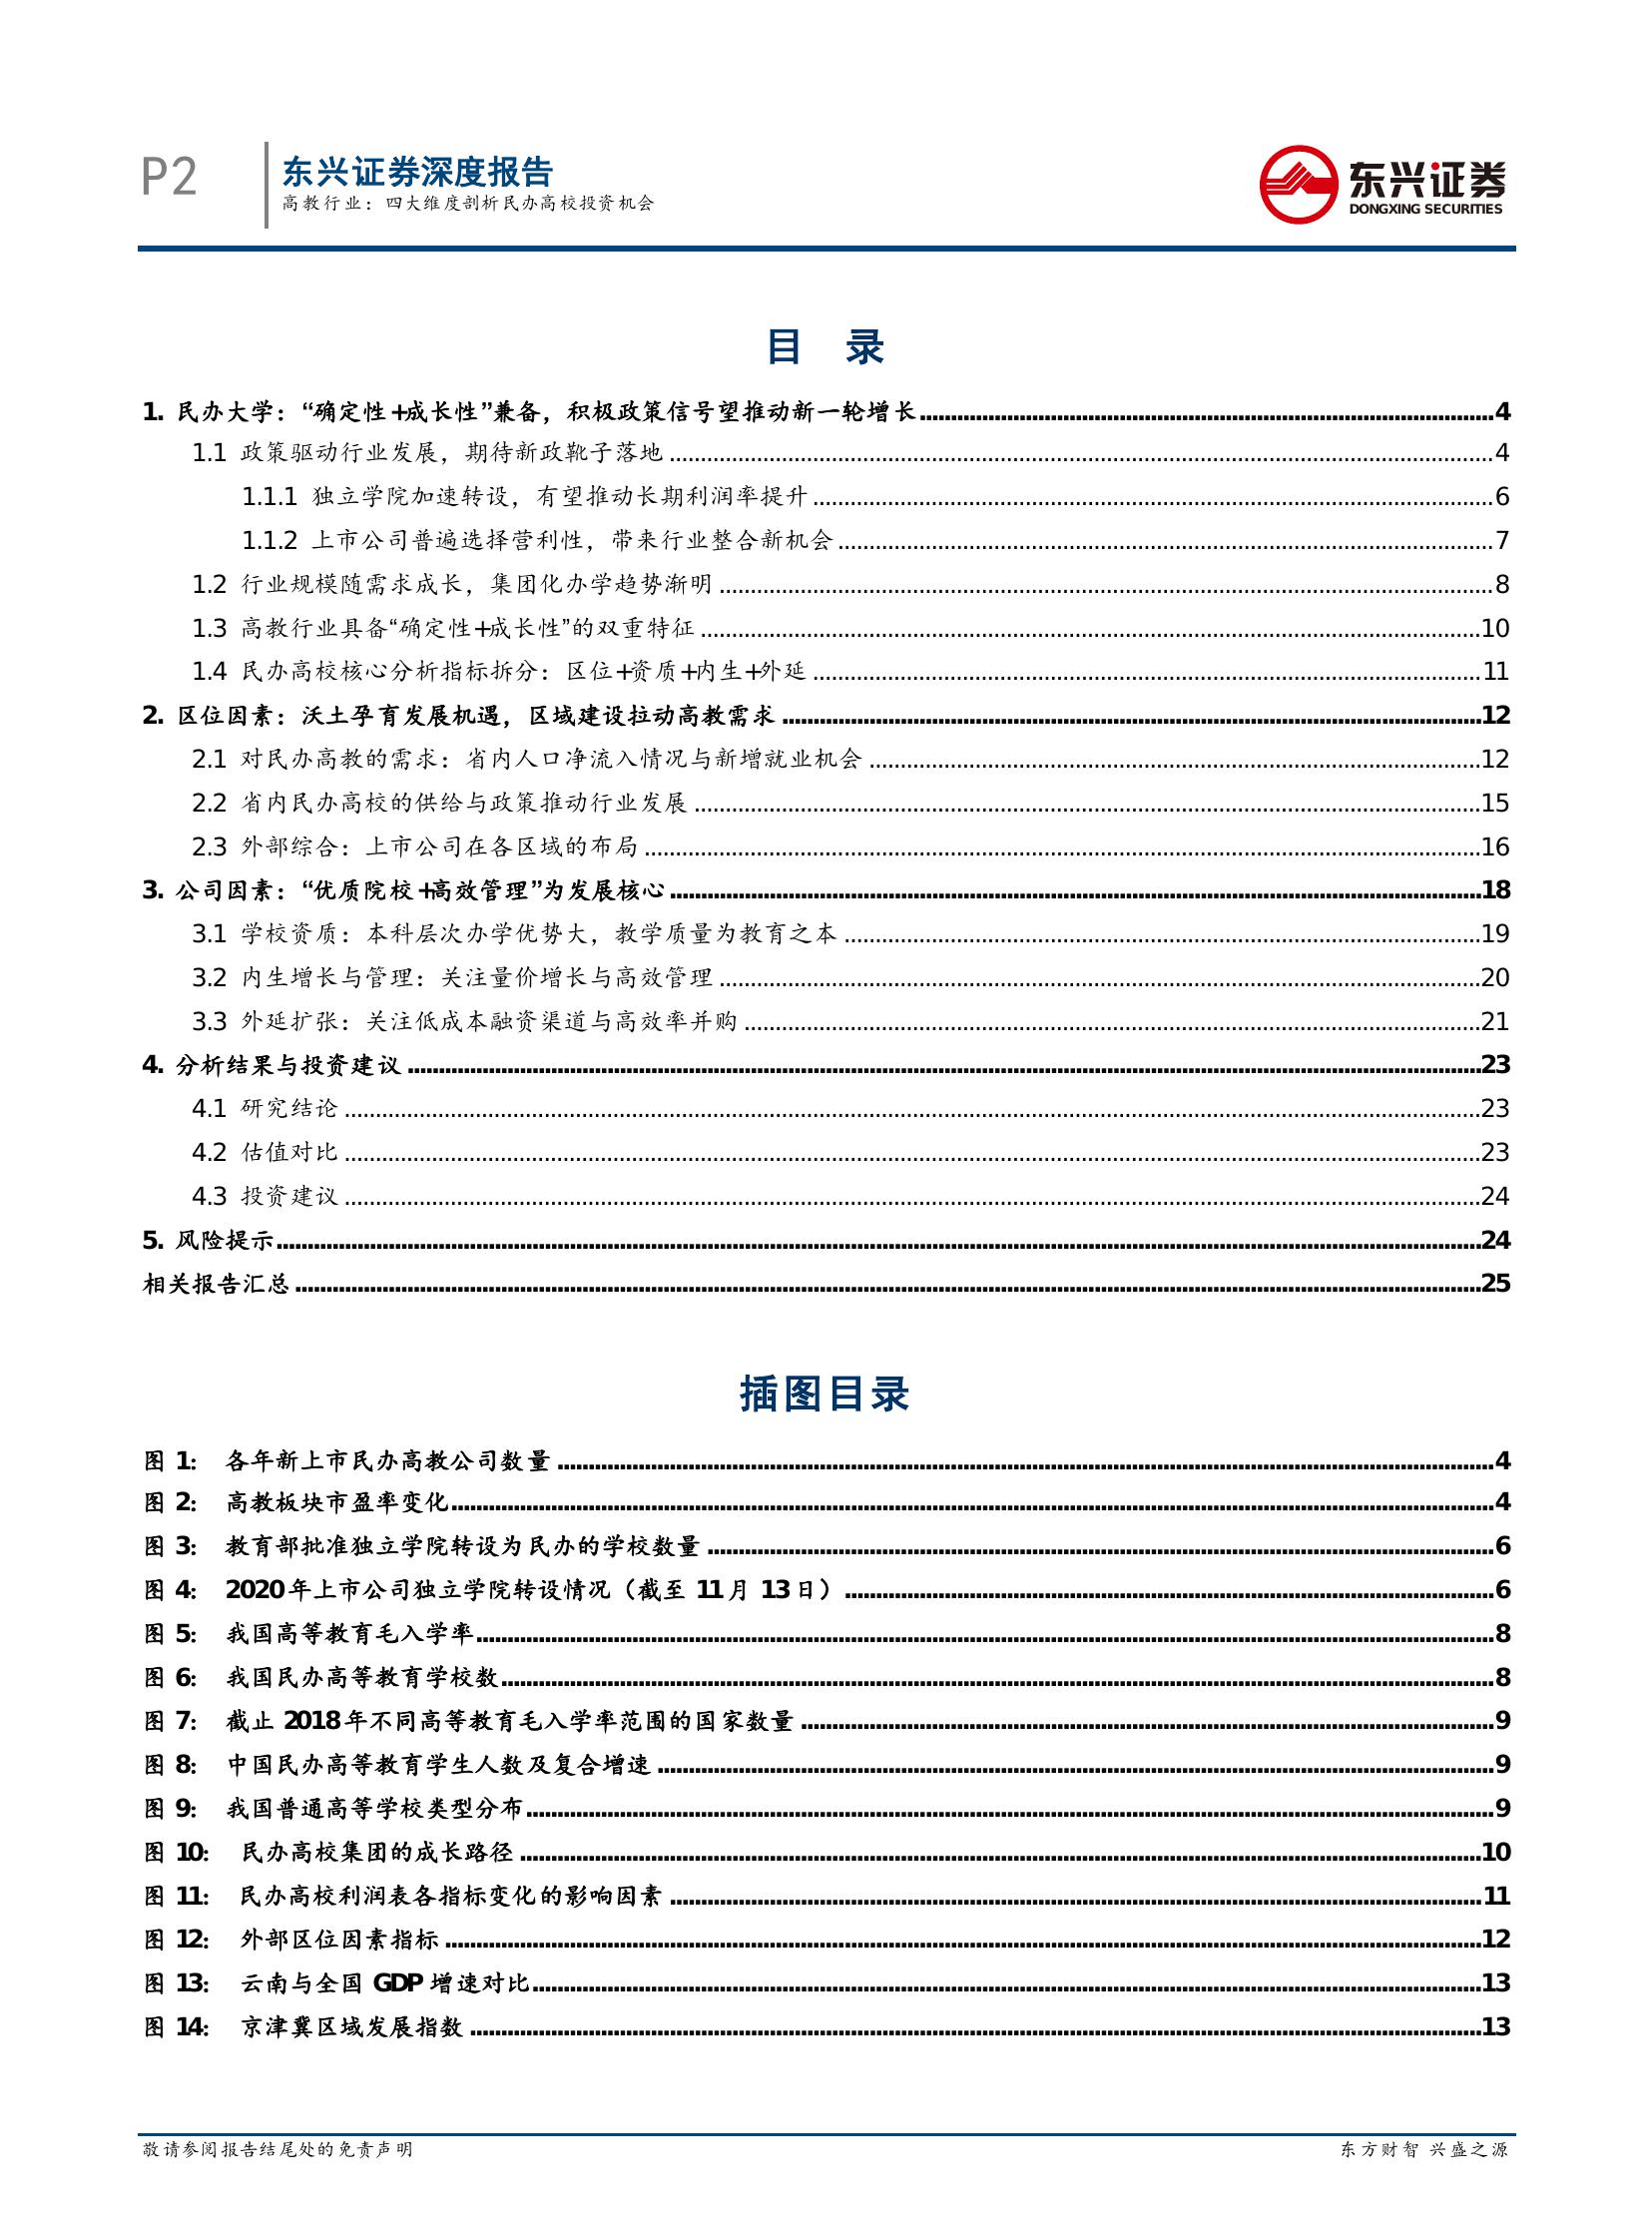 P2
东兴证券深度报告
高教行业：四大维度剖析民办高校投资机会
东兴证券
DONGXING SECURITIES
目 录
1. 民办大学：“确定性+成长性”兼备，积极政策信号望推动新一轮增长 4
1.1 政策驱动行业发展，期待新政靴子落地 4
1.1.1 独立学院加速转设，有望推动长期利润率提升 6
1.1.2 上市公司普遍选择营利性，带来行业整合新机会 7
1.2 行业规模随需求成长，集团化办学趋势渐明 8
1.3 高教行业具备“确定性+成长性”的双重特征 10
1.4 民办高校核心分析指标拆分：区位+资质+内生+外延 11
2. 区位因素：沃土孕育发展机遇，区域建设拉动高教需求 12
2.1 对民办高教的需求：省内人口净流入情况与新增就业机会 12
2.2 省内民办高校的供给与政策推动行业发展 15
2.3 外部综合：上市公司在各区域的布局 16
3. 公司因素：“优质院校+高效管理”为发展核心 18
3.1 学校资质：本科层次办学优势大，教学质量为教育之本 19
3.2 内生增长与管理：关注量价增长与高效管理 20
3.3 外延扩张：关注低成本融资渠道与高效率并购 21
4. 分析结果与投资建议 23
4.1 研究结论 23
4.2 估值对比 23
4.3 投资建议 24
5. 风险提示 24
相关报告汇总 25
插图目录
图 1： 各年新上市民办高教公司数量 4
图 2： 高教板块市盈率变化 4
图 3： 教育部批准独立学院转设为民办的学校数量 6
图 4： 2020年上市公司独立学院转设情况（截至 11月 13日） 6
图 5： 我国高等教育毛入学率 8
图 6： 我国民办高等教育学校数 8
图 7： 截止 2018年不同高等教育毛入学率范围的国家数量 9
图 8： 中国民办高等教育学生人数及复合增速 9
图 9： 我国普通高等学校类型分布 9
图 10： 民办高校集团的成长路径 10
图 11： 民办高校利润表各指标变化的影响因素 11
图 12： 外部区位因素指标 12
图 13： 云南与全国 GDP 增速对比 13
图 14： 京津冀区域发展指数 13
敬请参阅报告结尾处的免责声明
东方财智 兴盛之源